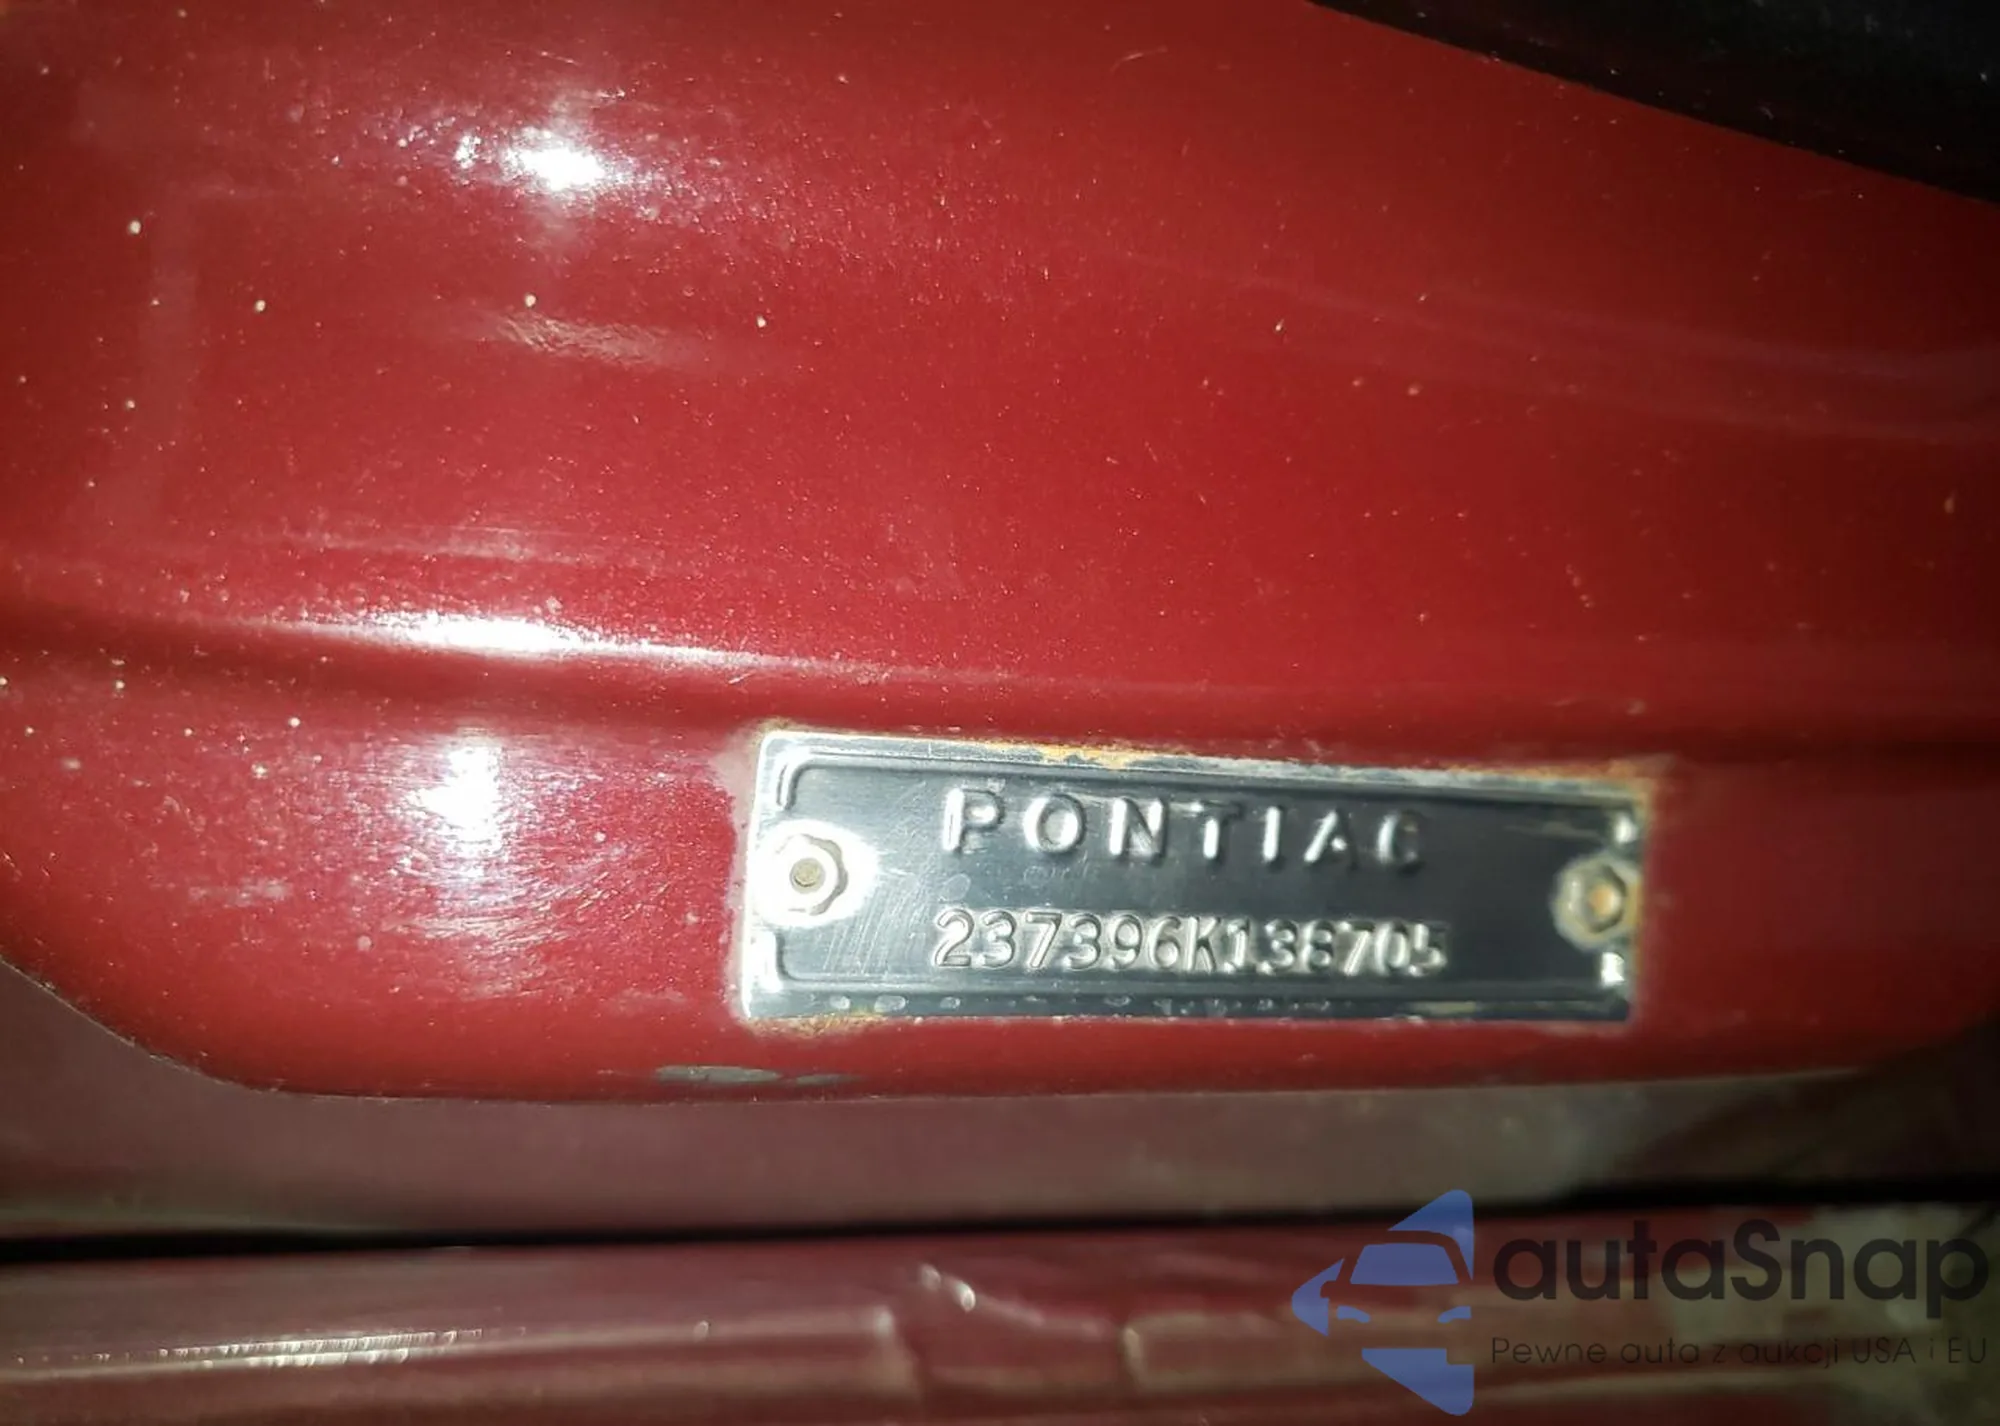 PONTIAC
237396K138705
autaSnap
Pewne auta z aukcji USA i EU